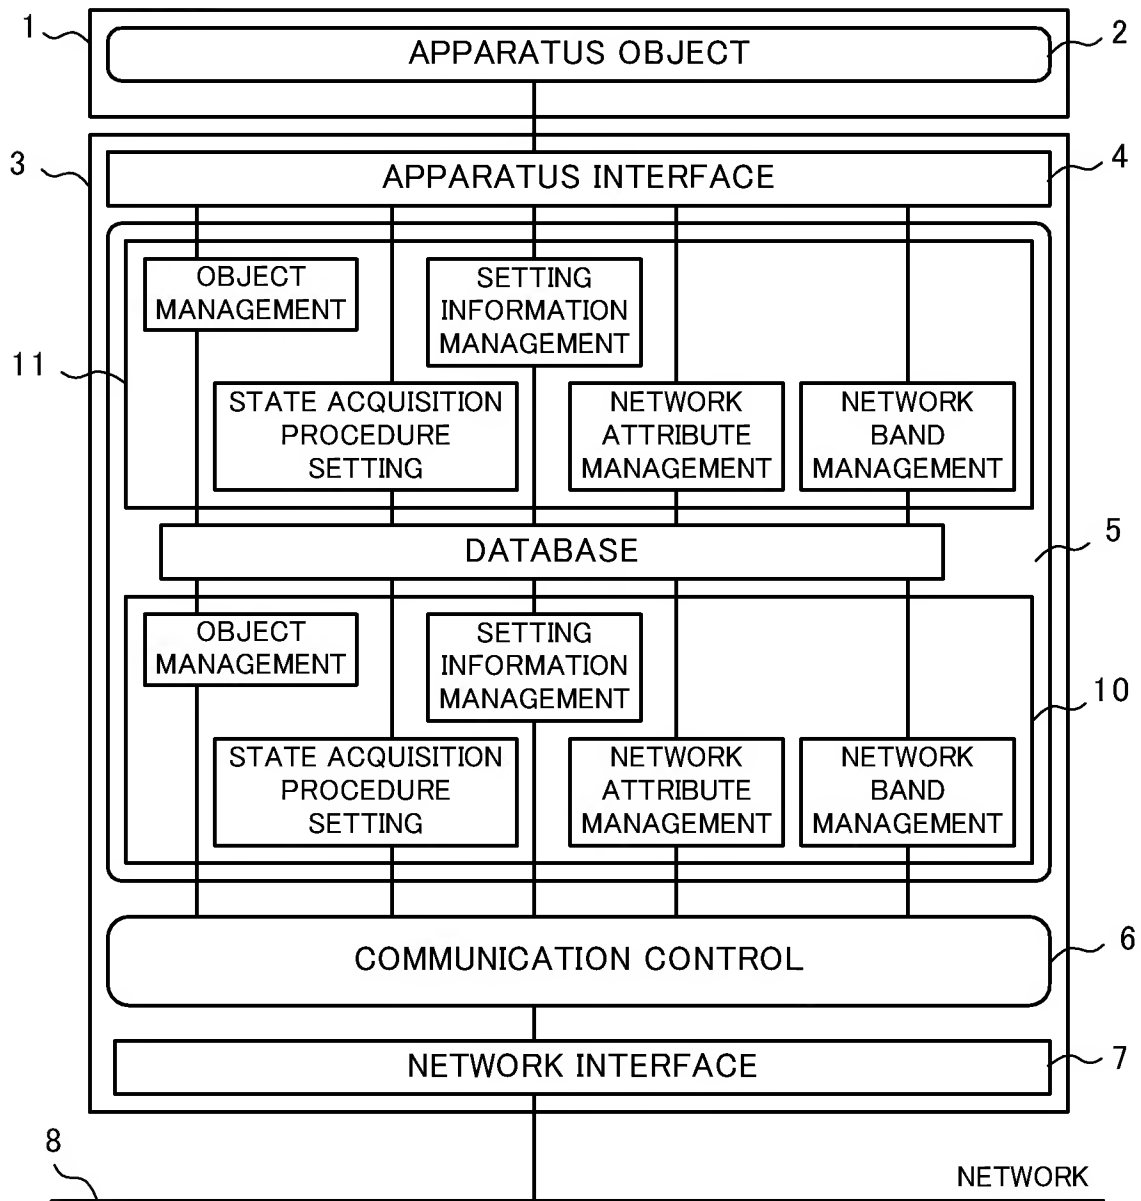 1
APPARATUS OBJECT
2
3
APPARATUS INTERFACE
4
OBJECT
MANAGEMENT
SETTING
INFORMATION
MANAGEMENT
11
STATE ACQUISITION
PROCEDURE
SETTING
NETWORK
ATTRIBUTE
MANAGEMENT
NETWORK
BAND
MANAGEMENT
DATABASE
5
OBJECT
MANAGEMENT
SETTING
INFORMATION
MANAGEMENT
10
STATE ACQUISITION
PROCEDURE
SETTING
NETWORK
ATTRIBUTE
MANAGEMENT
NETWORK
BAND
MANAGEMENT
COMMUNICATION CONTROL
6
NETWORK INTERFACE
7
8
NETWORK